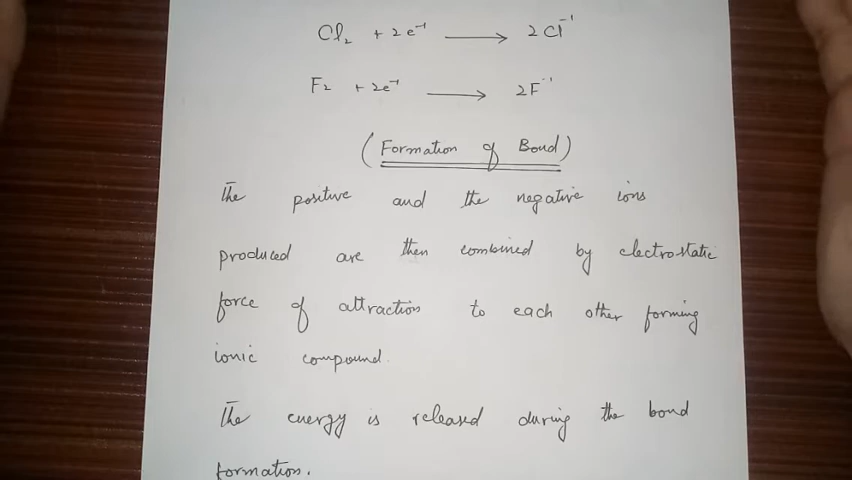 Cl₂ + 2e⁻¹ ⟶ 2Cl⁻¹
F2 + 2e⁻¹ ⟶ 2F⁻¹
(Formation of Bond)
The positive and the negative ions
produced are then combined by electrostatic
force of attraction to each other forming
ionic compound.
The energy is released during the bond
formation.